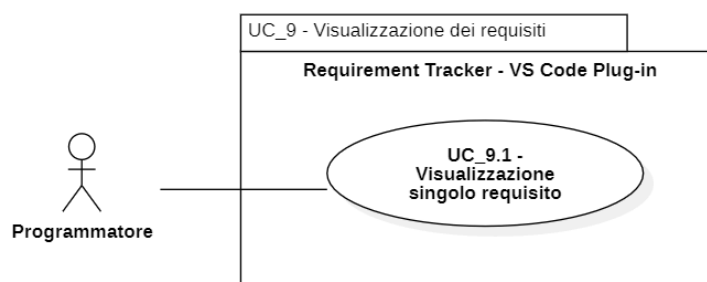 UC_9 - Visualizzazione dei requisiti
Requirement Tracker - VS Code Plug-in
UC_9.1 -
Visualizzazione
singolo requisito
Programmatore